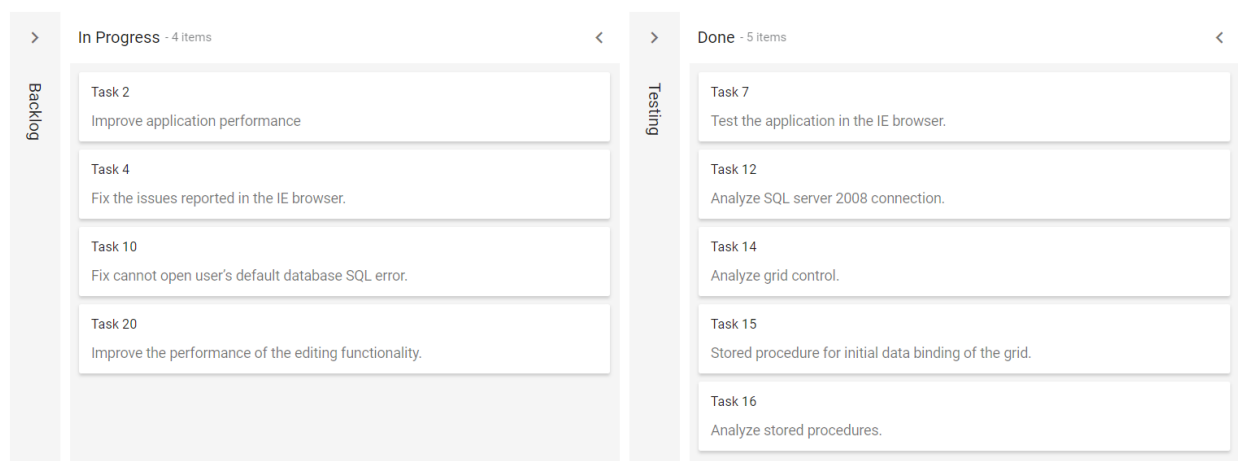 Backlog
In Progress - 4 items
Task 2
Improve application performance
Task 4
Fix the issues reported in the IE browser.
Task 10
Fix cannot open user's default database SQL error.
Task 20
Improve the performance of the editing functionality.
Testing
Done - 5 items
Task 7
Test the application in the IE browser.
Task 12
Analyze SQL server 2008 connection.
Task 14
Analyze grid control.
Task 15
Stored procedure for initial data binding of the grid.
Task 16
Analyze stored procedures.